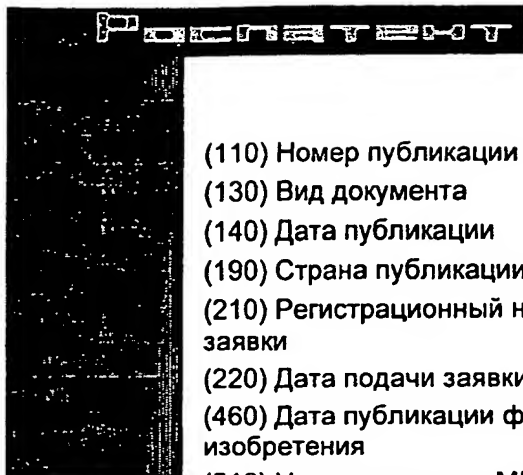 Роспатент
(110) Номер публикации
(130) Вид документа
(140) Дата публикации
(190) Страна публикации
(210) Регистрационный н
заявки
(220) Дата подачи заявки
(460) Дата публикации ф
изобретения